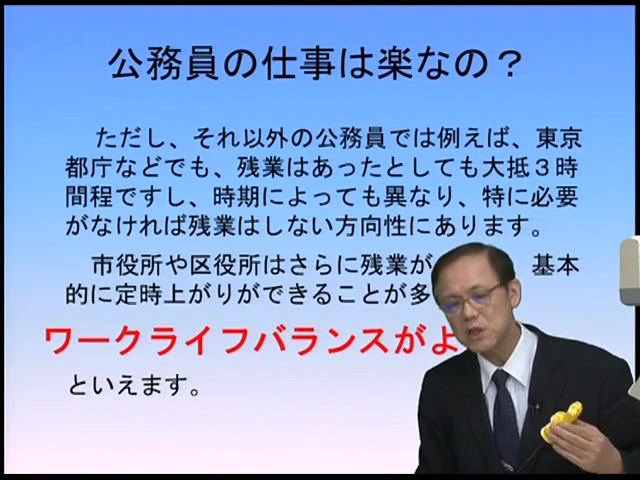 公務員の仕事は楽なの？
ただし、それ以外の公務員では例えば、東京
都庁などでも、残業はあったとしても大抵３時
間程ですし、時期によっても異なり、特に必要
がなければ残業はしない方向性にあります。
市役所や区役所はさらに残業が 基本
的に定時上がりができることが多
ワークライフバランスがよ
といえます。